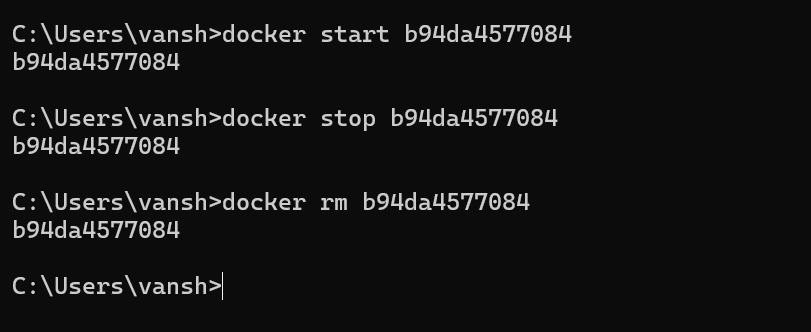 C:\Users\vansh>docker start b94da4577084
b94da4577084
C:\Users\vansh>docker stop b94da4577084
b94da4577084
C:\Users\vansh>docker rm b94da4577084
b94da4577084
C:\Users\vansh>